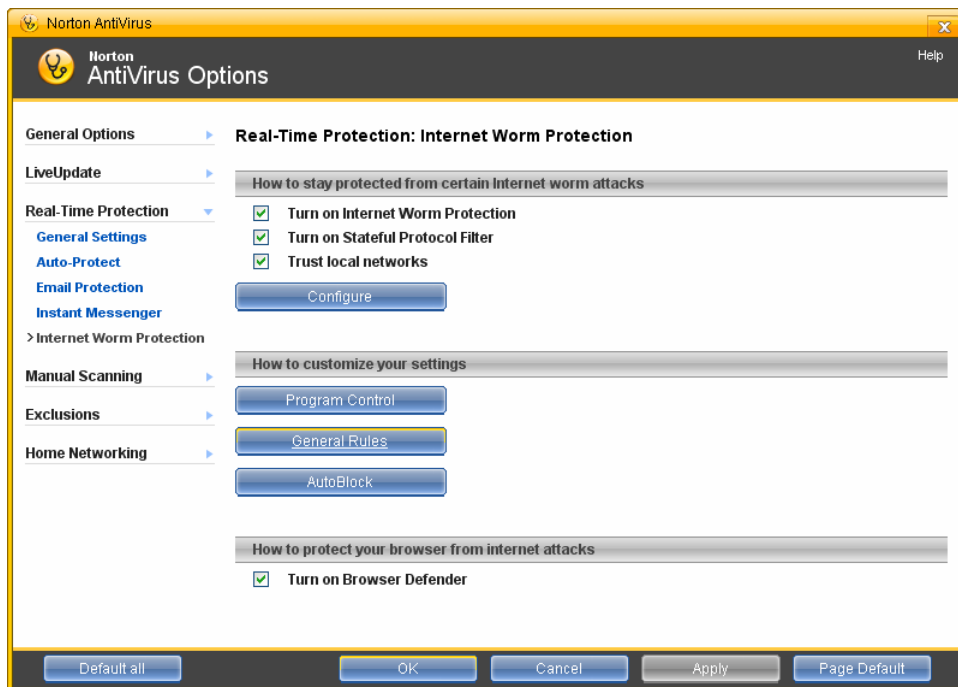 Norton AntiVirus
x
Norton
AntiVirus Options
Help
General Options
LiveUpdate
Real-Time Protection
General Settings
Auto-Protect
Email Protection
Instant Messenger
>Internet Worm Protection
Manual Scanning
Exclusions
Home Networking
Real-Time Protection: Internet Worm Protection
How to stay protected from certain Internet worm attacks
Turn on Internet Worm Protection
Turn on Stateful Protocol Filter
Trust local networks
Configure
How to customize your settings
Program Control
General Rules
AutoBlock
How to protect your browser from internet attacks
Turn on Browser Defender
Default all
OK
Cancel
Apply
Page Default